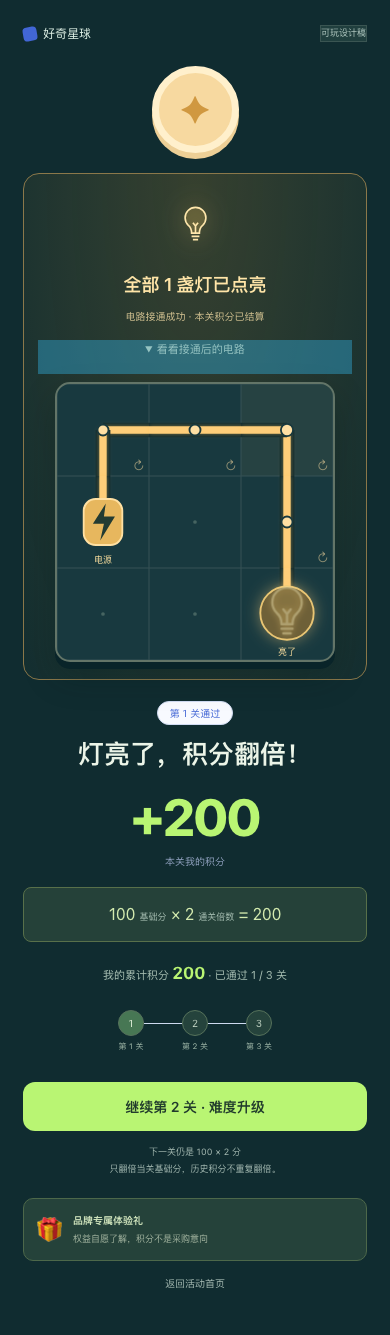 好奇星球
可玩设计稿
全部 1 盏灯已点亮
电路接通成功 · 本关积分已结算
▼ 看看接通后的电路
电源
亮了
第 1 关通过
灯亮了，积分翻倍！
+200
本关我的积分
100 基础分 × 2 通关倍数 = 200
我的累计积分 200 · 已通过 1 / 3 关
1 2 3
第 1 关 第 2 关 第 3 关
继续第 2 关 · 难度升级
下一关仍是 100 × 2 分
只翻倍当关基础分，历史积分不重复翻倍。
品牌专属体验礼
权益自愿了解，积分不是采购意向
返回活动首页